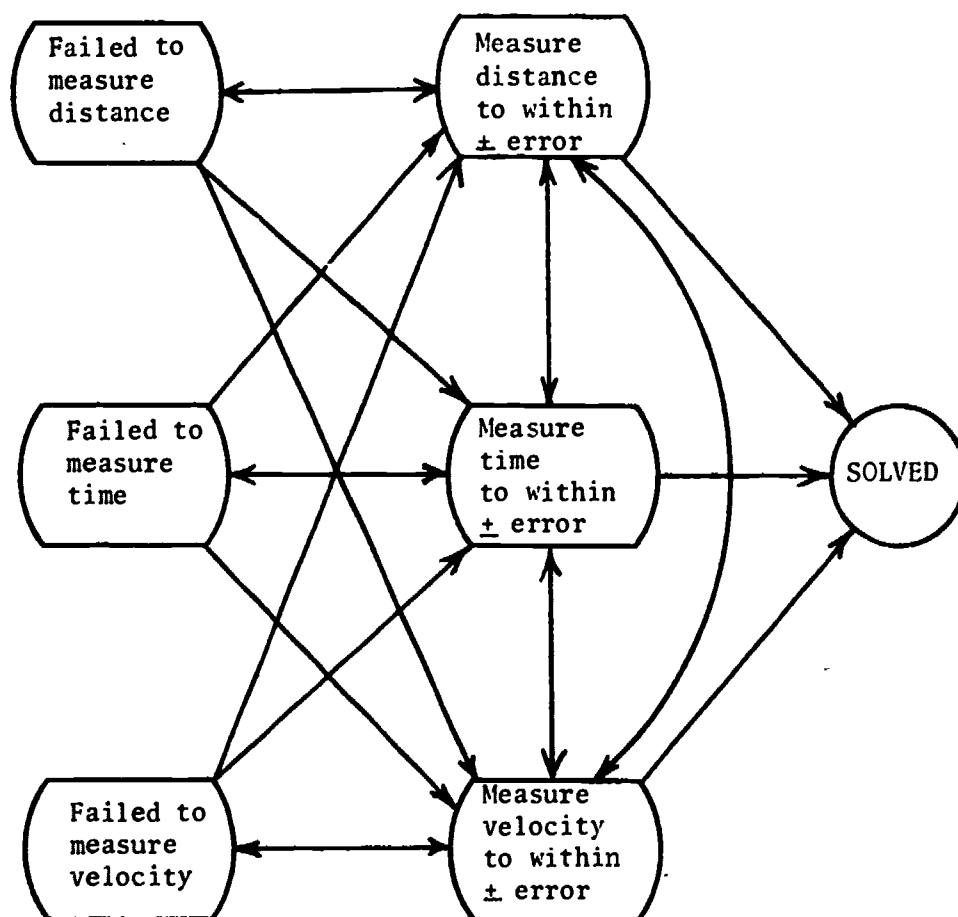 Failed to
measure
distance
Measure
distance
to within
± error
Failed to
measure
time
Measure
time
to within
± error
SOLVED
Failed to
measure
velocity
Measure
velocity
to within
± error